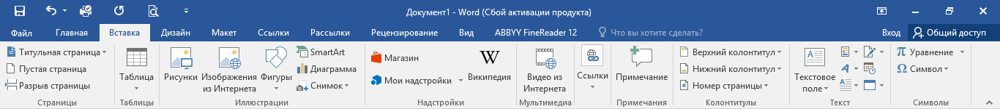 Документ1 - Word (Сбой активации продукта)
Файл Главная Вставка Дизайн Макет Ссылки Рассылки Рецензирование Вид ABBYY FineReader 12 Что вы хотите сделать? Вход Общий доступ
Титульная страница
Пустая страница
Разрыв страницы
Страницы
Таблица
Таблицы
Рисунки
Изображения
из Интернета
Фигуры
SmartArt
Диаграмма
Снимок
Иллюстрации
Магазин
Мои надстройки
W
Википедия
Надстройки
Видео из
Интернета
Мультимедиа
Ссылки
Примечание
Примечания
Верхний колонтитул
Нижний колонтитул
# Номер страницы
Колонтитулы
A
Текстовое
поле
A
A
Текст
π Уравнение
Ω Символ
Символы